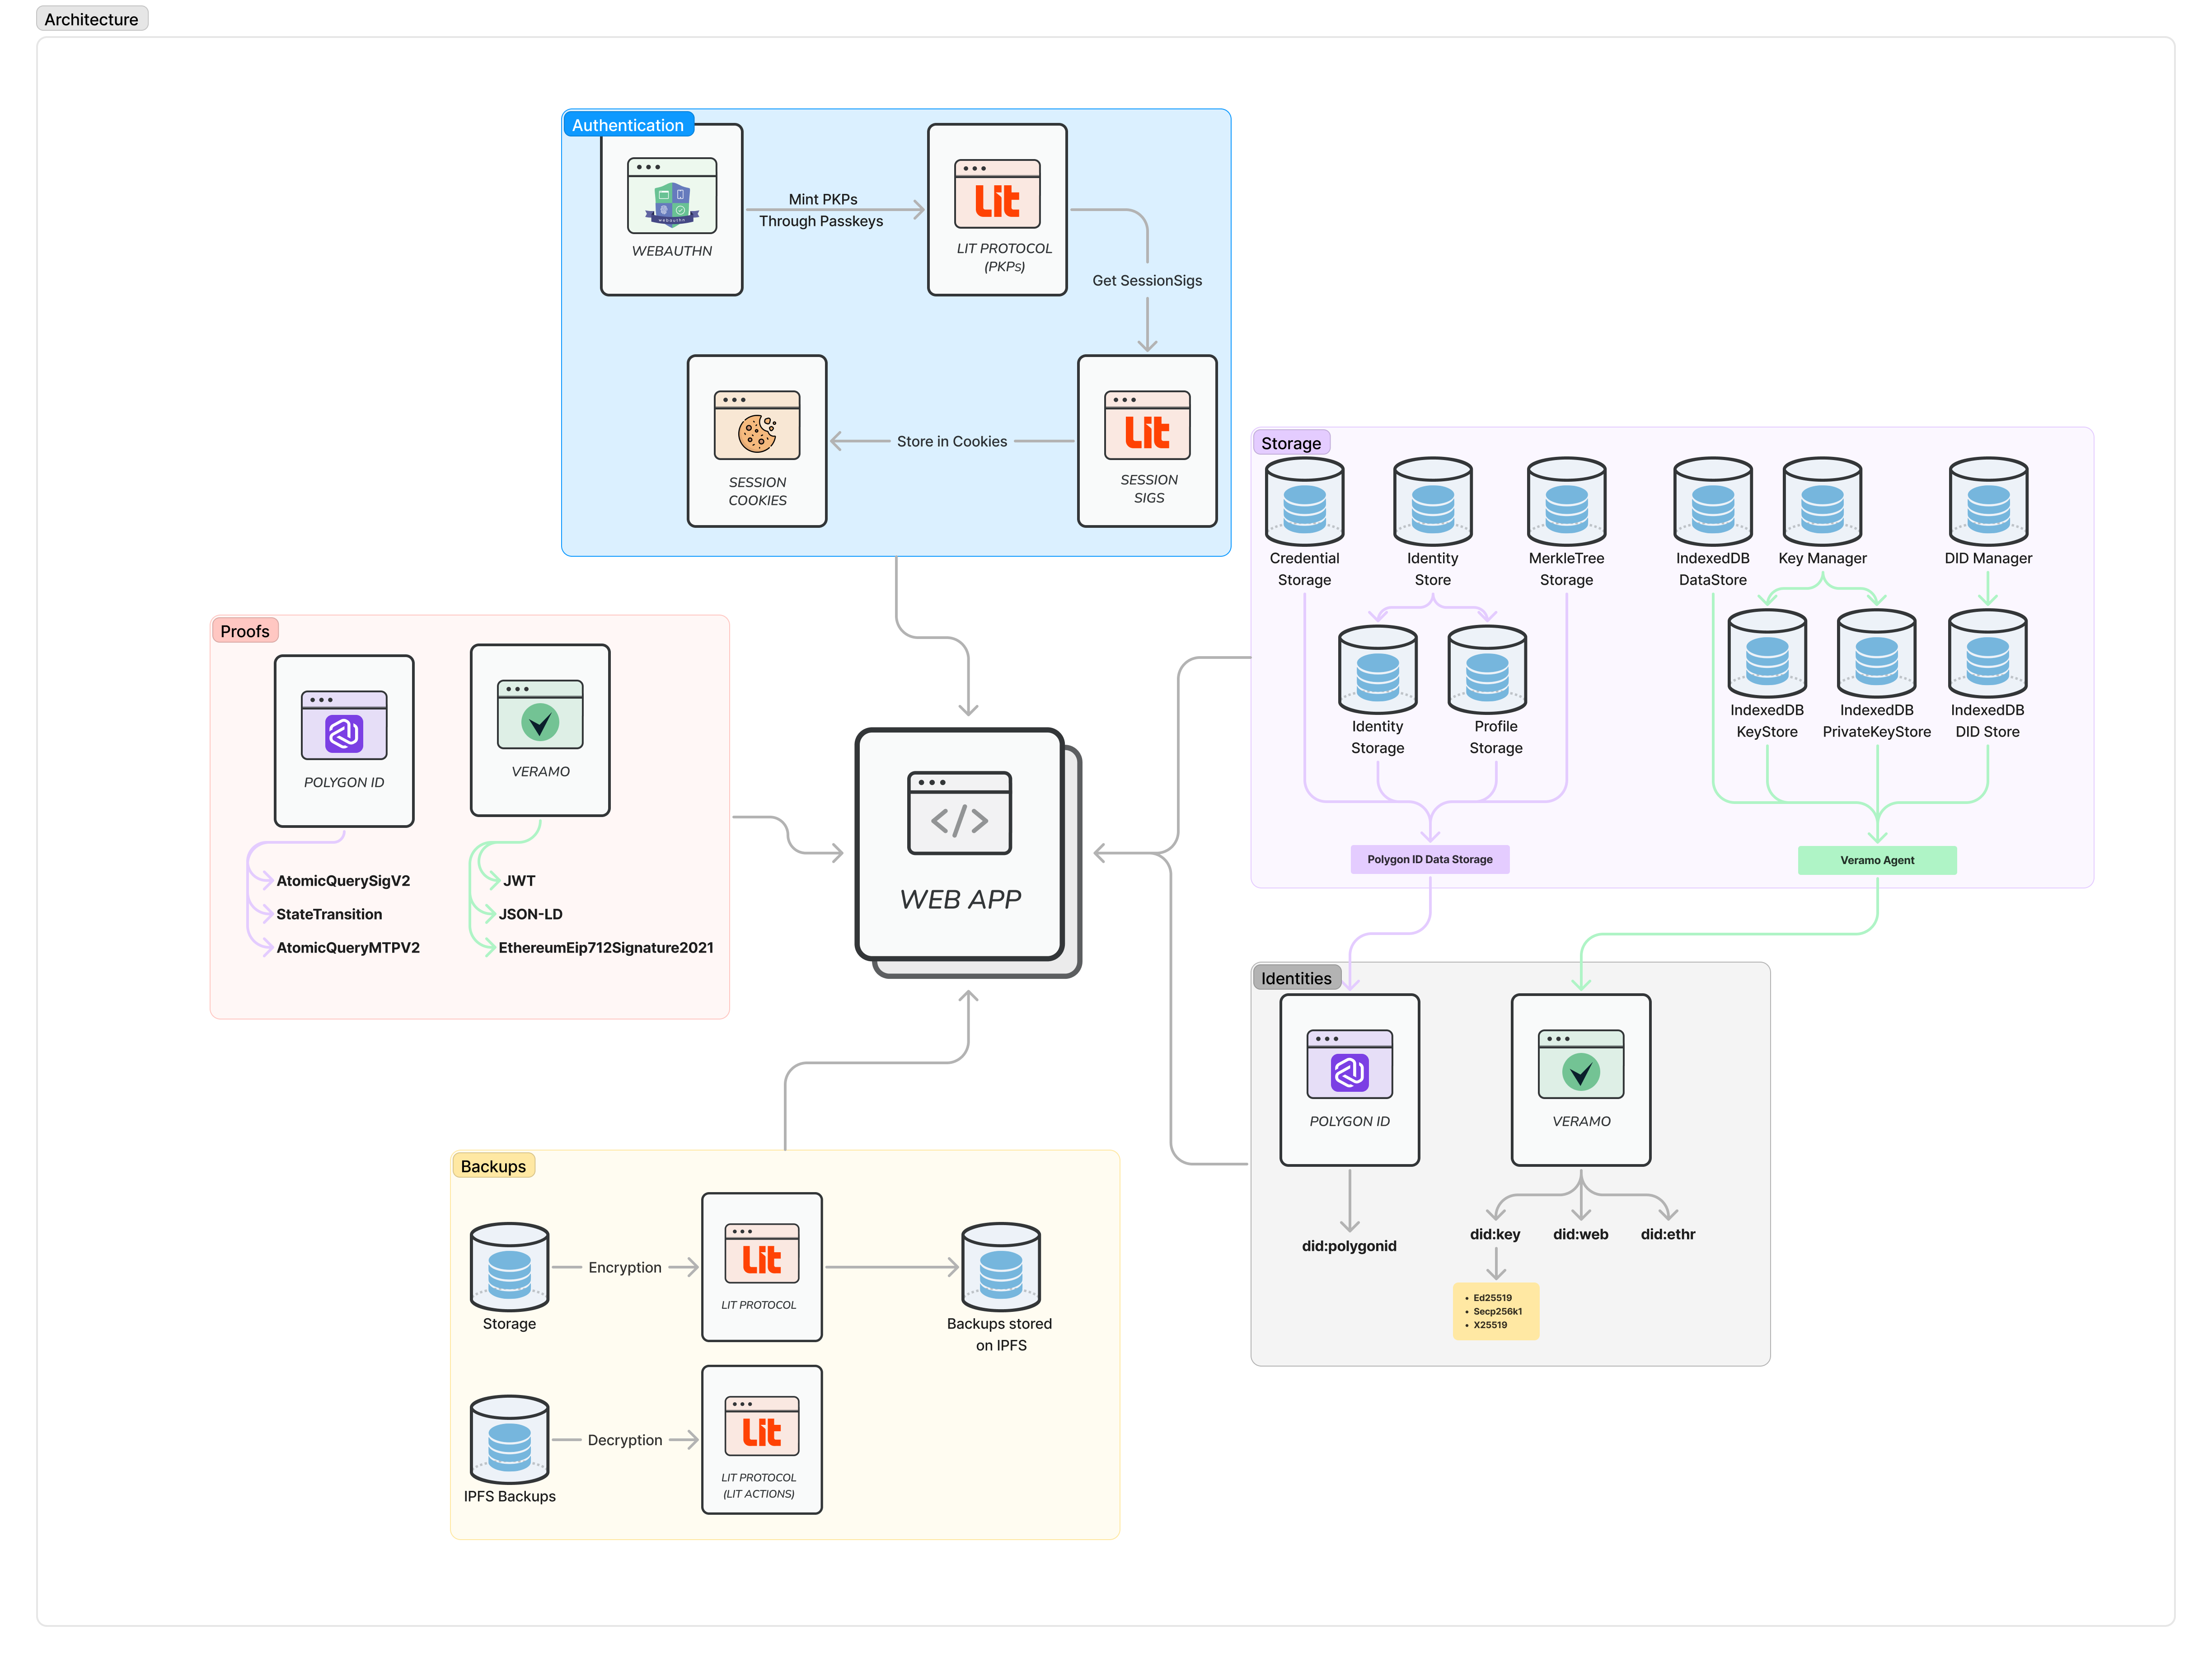 Architecture
Authentication
webauthn
WEBAUTHN
Mint PKPs
Through Passkeys
Lit
LIT PROTOCOL
(PKPs)
Get SessionSigs
SESSION
COOKIES
Store in Cookies
Lit
SESSION
SIGS
Storage
Credential
Storage
Identity
Store
MerkleTree
Storage
IndexedDB
DataStore
Key Manager
DID Manager
Identity
Storage
Profile
Storage
IndexedDB
KeyStore
IndexedDB
PrivateKeyStore
IndexedDB
DID Store
Polygon ID Data Storage
Veramo Agent
Proofs
POLYGON ID
VERAMO
AtomicQuerySigV2
StateTransition
AtomicQueryMTPV2
JWT
JSON-LD
EthereumEip712Signature2021
</>
WEB APP
Identities
POLYGON ID
VERAMO
did:polygonid
did:key
did:web
did:ethr
• Ed25519
• Secp256k1
• X25519
Backups
Storage
Encryption
Lit
LIT PROTOCOL
Backups stored
on IPFS
IPFS Backups
Decryption
Lit
LIT PROTOCOL
(LIT ACTIONS)